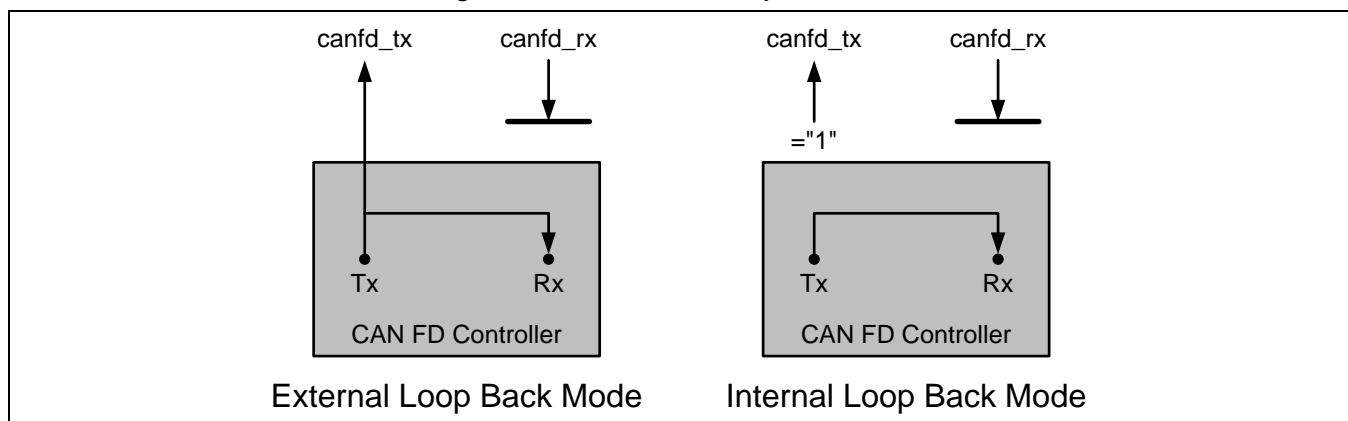 canfd_tx canfd_rx canfd_tx canfd_rx
="1"
Tx Rx Tx Rx
CAN FD Controller CAN FD Controller
External Loop Back Mode Internal Loop Back Mode